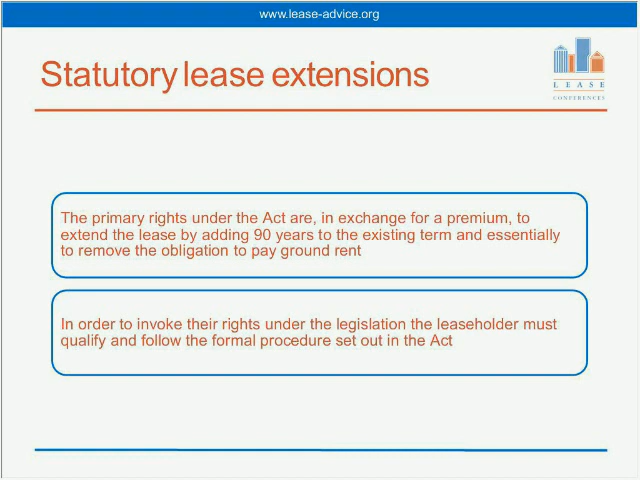 www.lease-advice.org
Statutory lease extensions
L E A S E
CONFERENCES
The primary rights under the Act are, in exchange for a premium, to
extend the lease by adding 90 years to the existing term and essentially
to remove the obligation to pay ground rent
In order to invoke their rights under the legislation the leaseholder must
qualify and follow the formal procedure set out in the Act